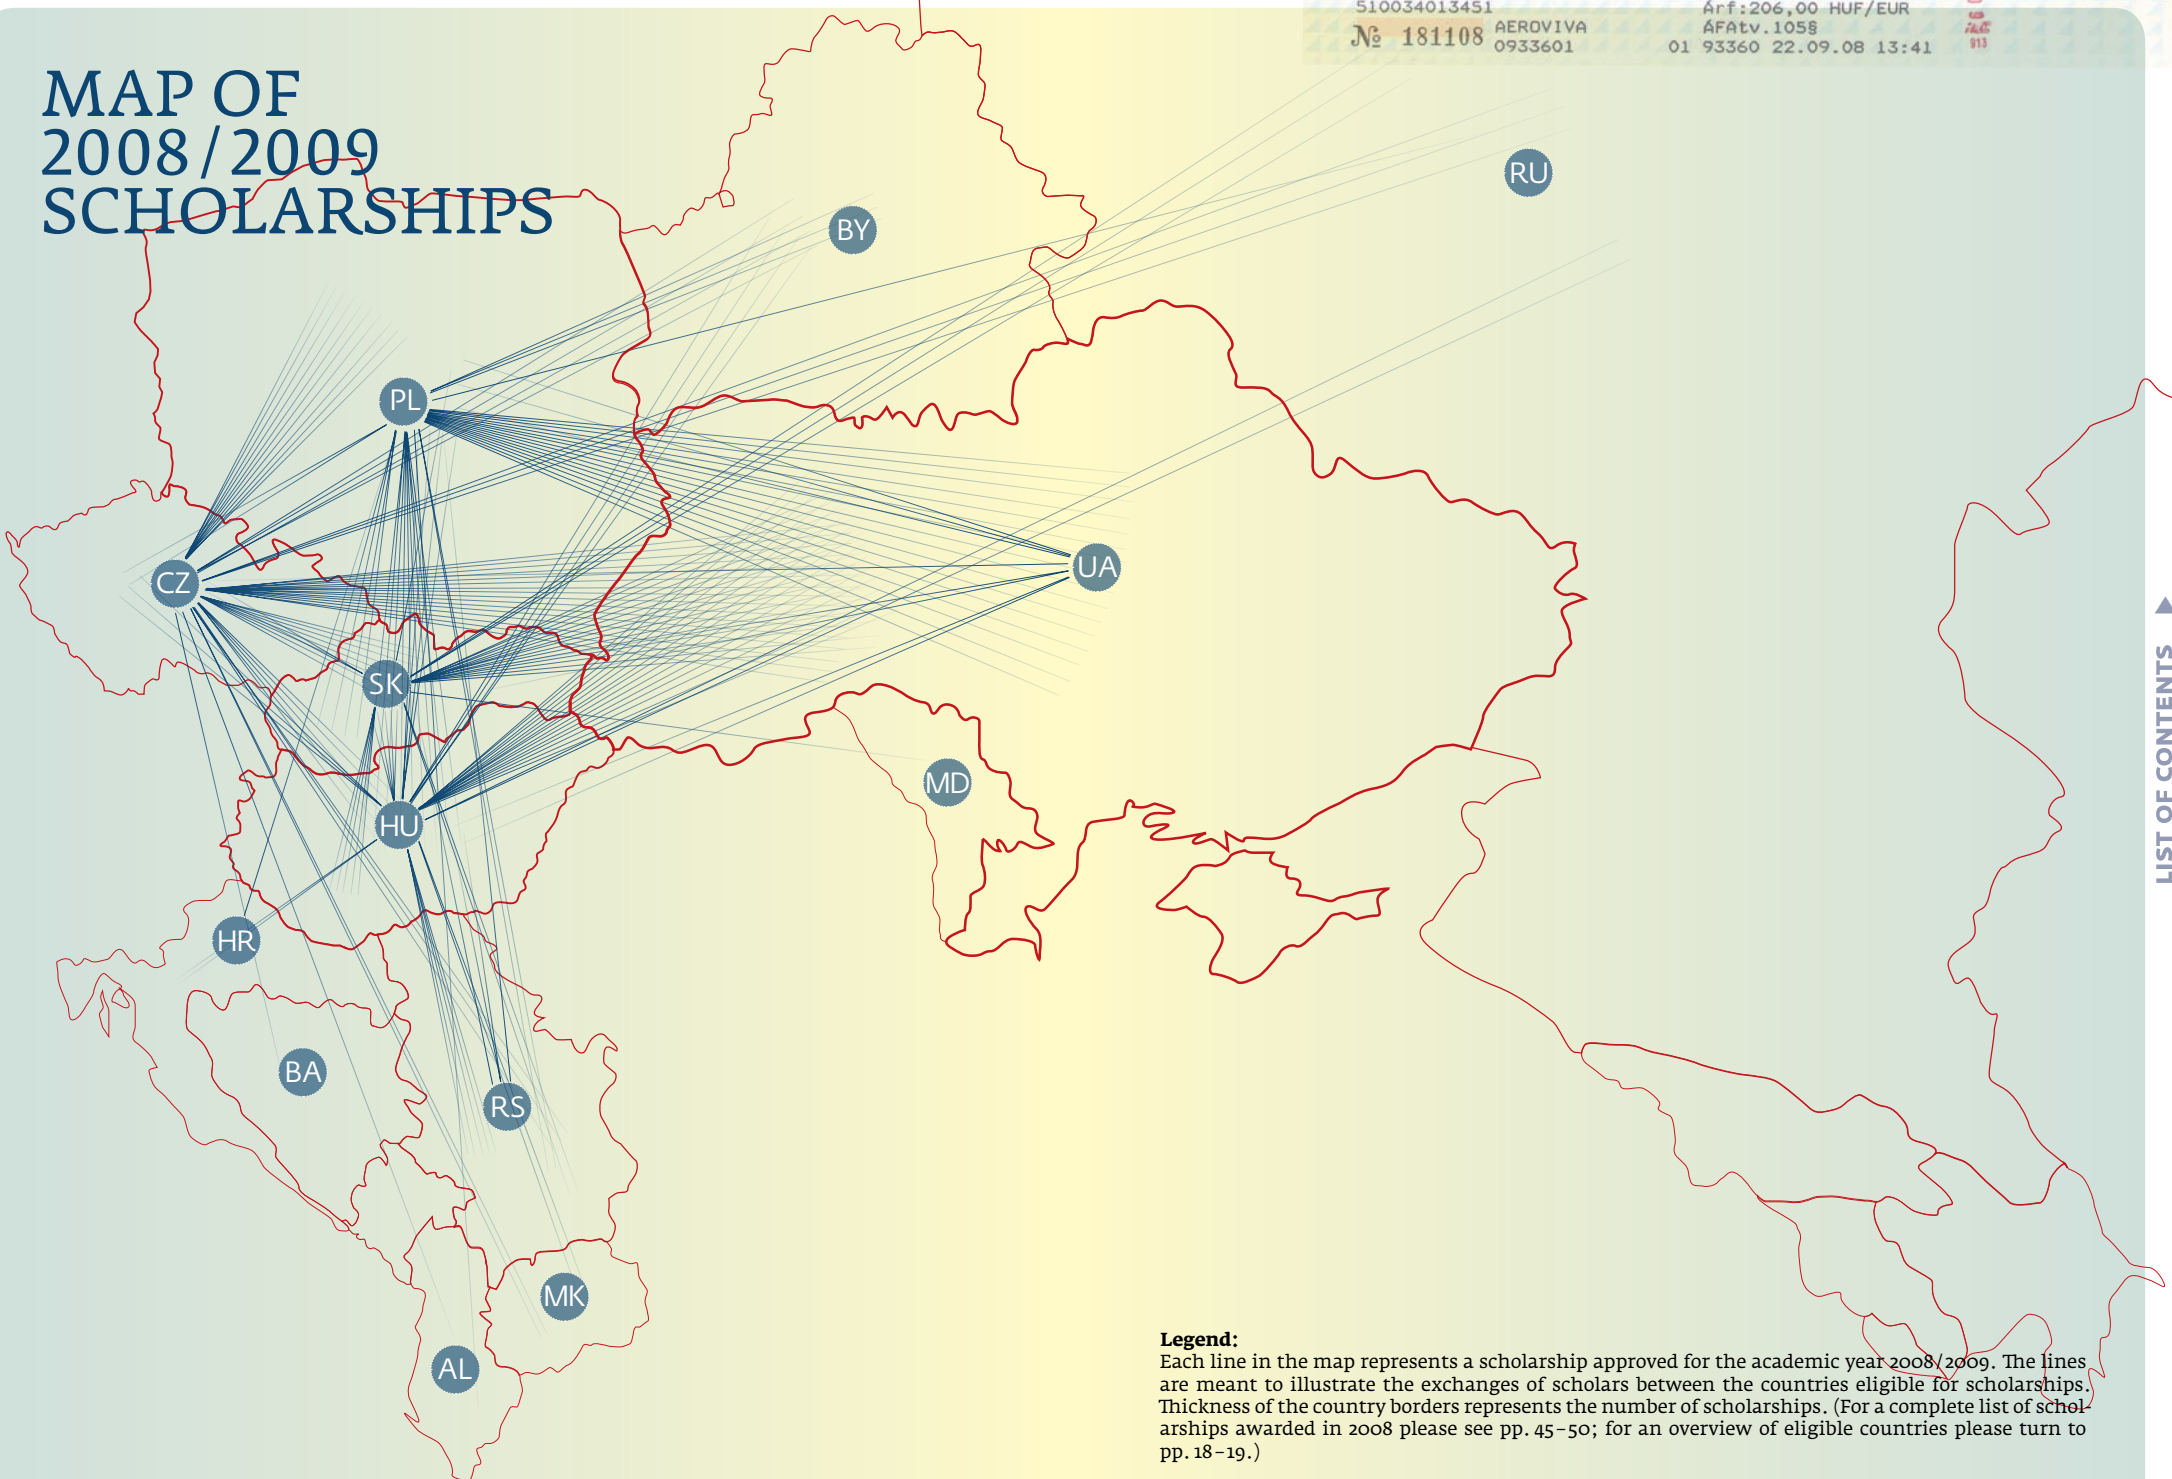 510034013451
Árf:206,00 HUF/EUR
№ 181108
AEROVIVA
ÁFAtv.105§
0933601
01 93360 22.09.08 13:41
913
MAP OF
2008/2009
SCHOLARSHIPS
RU
BY
PL
UA
CZ
SK
MD
HU
HR
BA
RS
MK
AL
LIST OF CONTENTS ▲
Legend:
Each line in the map represents a scholarship approved for the academic year 2008/2009. The lines
are meant to illustrate the exchanges of scholars between the countries eligible for scholarships.
Thickness of the country borders represents the number of scholarships. (For a complete list of schol-
arships awarded in 2008 please see pp. 45–50; for an overview of eligible countries please turn to
pp. 18–19.)